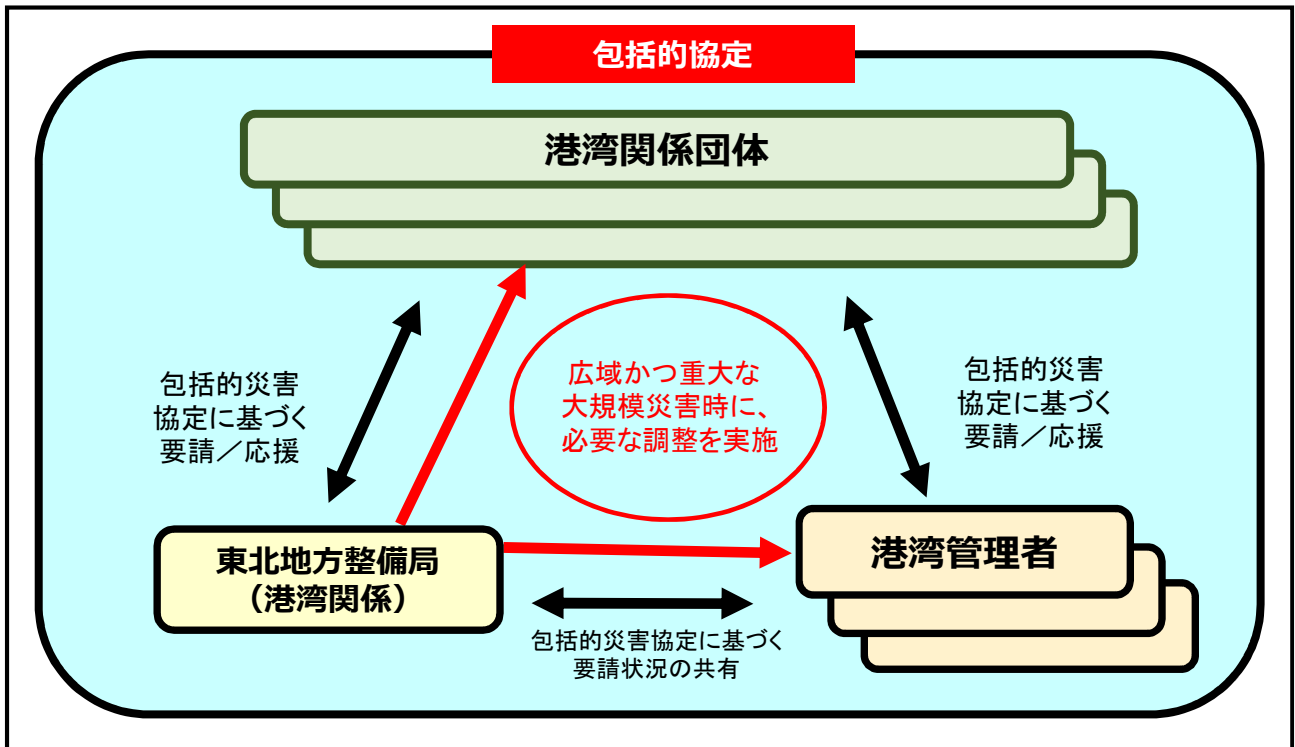 包括的協定
港湾関係団体
包括的災害
協定に基づく
要請／応援
広域かつ重大な
大規模災害時に、
必要な調整を実施
包括的災害
協定に基づく
要請／応援
東北地方整備局
（港湾関係）
港湾管理者
包括的災害協定に基づく
要請状況の共有